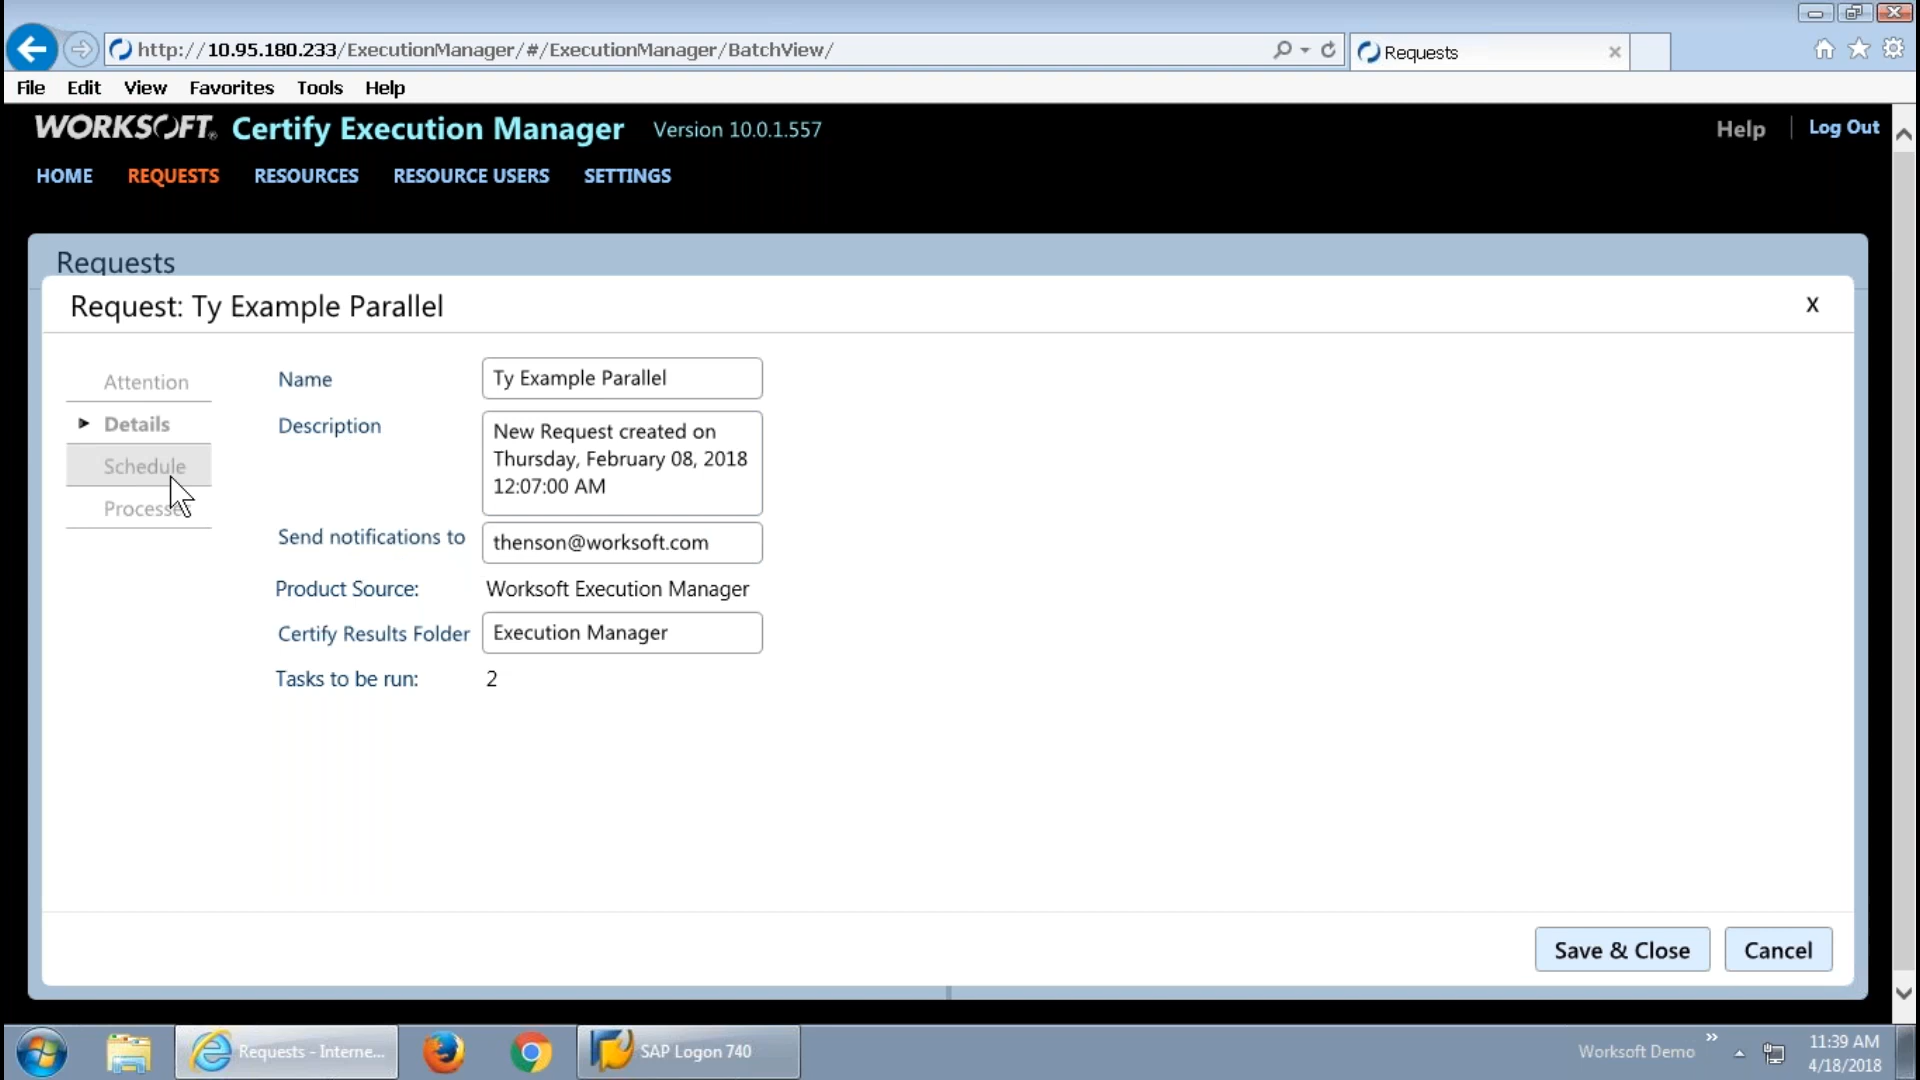 http://10.95.180.233/ExecutionManager/#/ExecutionManager/BatchView/
Requests
File Edit View Favorites Tools Help
WORKSOFT. Certify Execution Manager Version 10.0.1.557
Help Log Out
HOME REQUESTS RESOURCES RESOURCE USERS SETTINGS
Requests
Request: Ty Example Parallel
X
Attention
Details
Schedule
Processe
Name Ty Example Parallel
Description New Request created on
Thursday, February 08, 2018
12:07:00 AM
Send notifications to thenson@worksoft.com
Product Source: Worksoft Execution Manager
Certify Results Folder Execution Manager
Tasks to be run: 2
Save & Close Cancel
Requests - Interne...
SAP Logon 740
Worksoft Demo
11:39 AM
4/18/2018